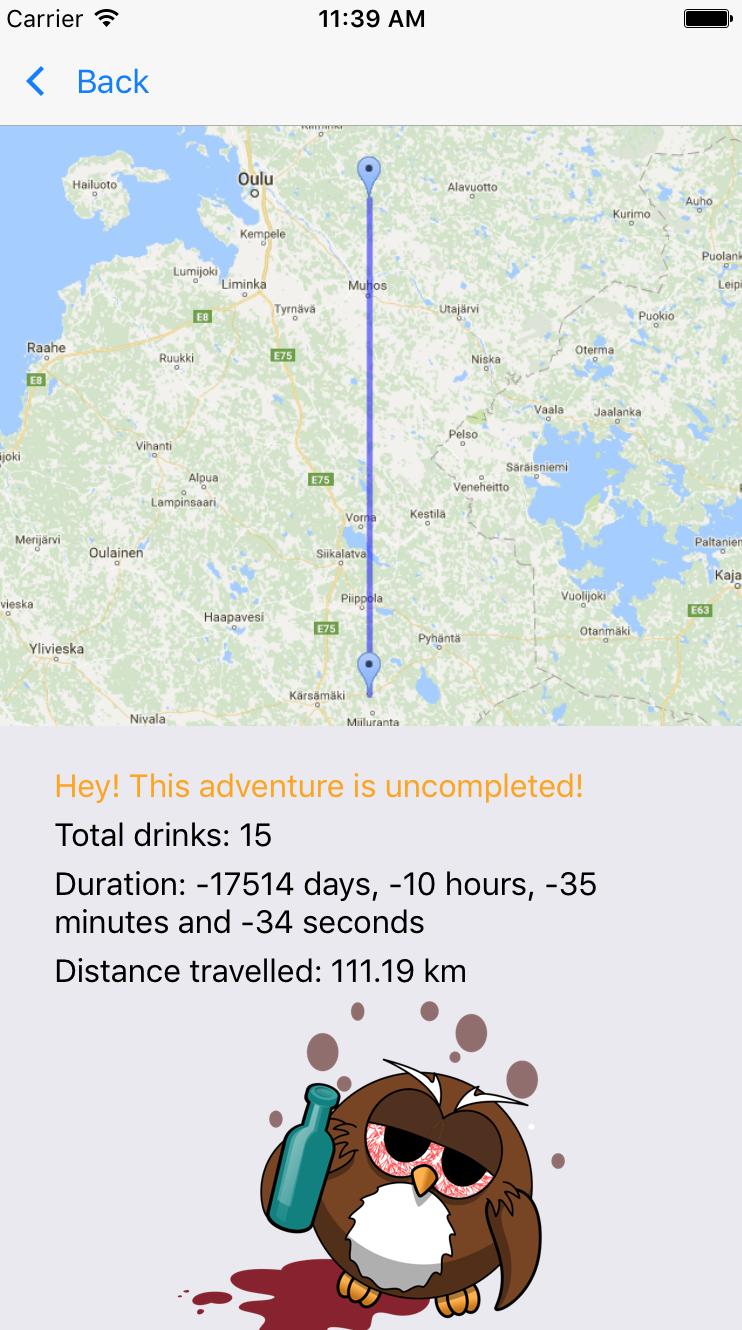 Carrier
11:39 AM
Back
Kiiminki
Hailuoto
Oulu
Alavuotto
Auho
Kurimo
Kempele
Puolank
Lumijoki
Liminka
Muhos
Leipi
Tyrnävä
Utajärvi
E8
Puokio
Raahe
Ruukki
E75
Niska
Oterma
E8
Vaala
Jaalanka
Pelso
Vihanti
ijoki
Säräisniemi
Alpua
E75
Veneheitto
Lampinsaari
Vorna
Kestilä
Merijärvi
Oulainen
Siikalatva
Paltanien
Kaja
vieska
Piippola
Vuolijoki
E63
Haapavesi
E75
Otanmäki
Pyhäntä
Ylivieska
Kärsämäki
Nivala
Miiluranta
Hey! This adventure is uncompleted!
Total drinks: 15
Duration: -17514 days, -10 hours, -35
minutes and -34 seconds
Distance travelled: 111.19 km